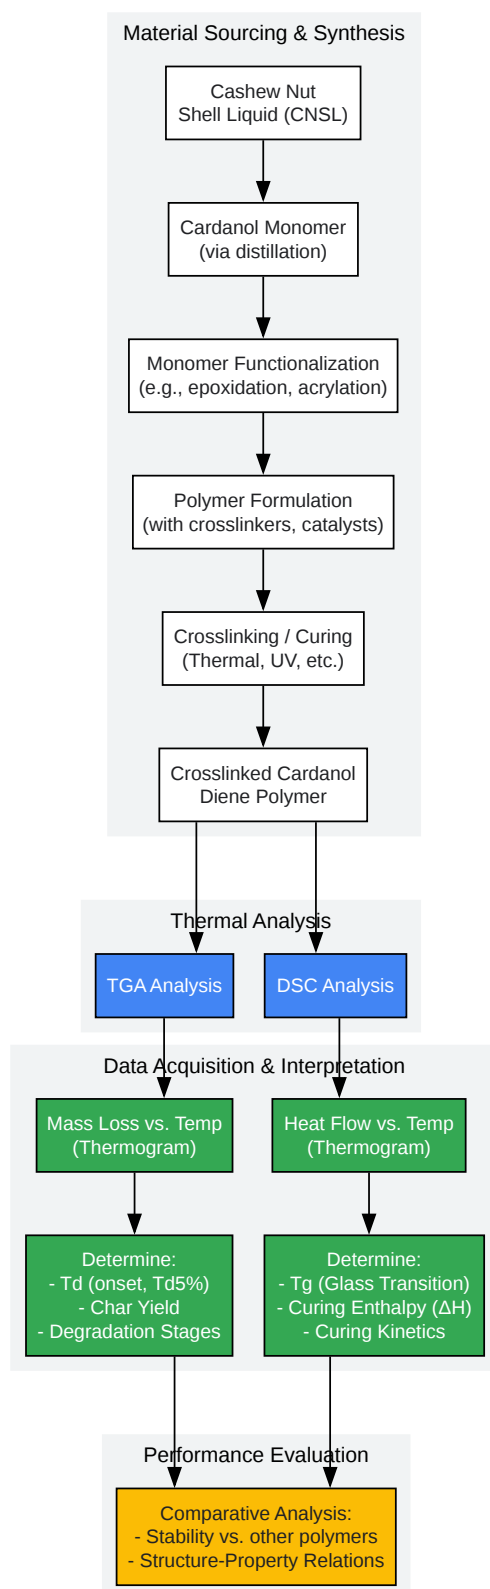 Material Sourcing & Synthesis
Cashew Nut
Shell Liquid (CNSL)
Cardanol Monomer
(via distillation)
Monomer Functionalization
(e.g., epoxidation, acrylation)
Polymer Formulation
(with crosslinkers, catalysts)
Crosslinking / Curing
(Thermal, UV, etc.)
Crosslinked Cardanol
Diene Polymer
Thermal Analysis
TGA Analysis
DSC Analysis
Data Acquisition & Interpretation
Mass Loss vs. Temp
(Thermogram)
Heat Flow vs. Temp
(Thermogram)
Determine:
- Td (onset, Td5%)
- Char Yield
- Degradation Stages
Determine:
- Tg (Glass Transition)
- Curing Enthalpy (ΔH)
- Curing Kinetics
Performance Evaluation
Comparative Analysis:
- Stability vs. other polymers
- Structure-Property Relations